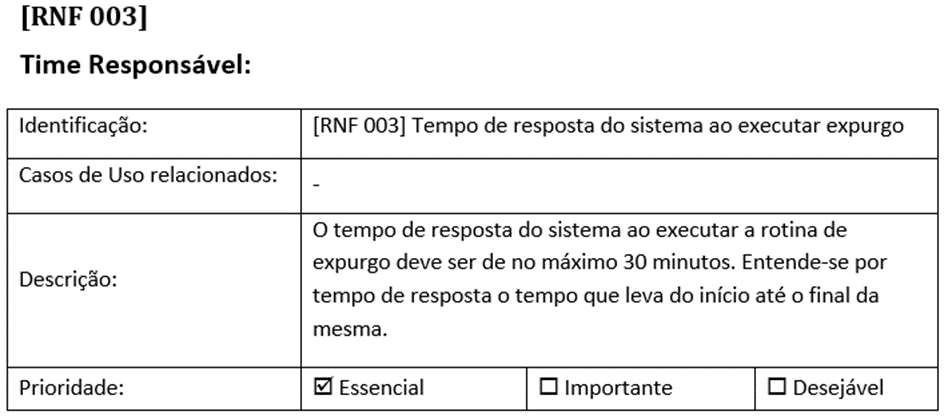 [RNF 003]
Time Responsável:
Identificação:
[RNF 003] Tempo de resposta do sistema ao executar expurgo
Casos de Uso relacionados:
-
Descrição:
O tempo de resposta do sistema ao executar a rotina de
expurgo deve ser de no máximo 30 minutos. Entende-se por
tempo de resposta o tempo que leva do início até o final da
mesma.
Prioridade:
☑ Essencial
☐ Importante
☐ Desejável